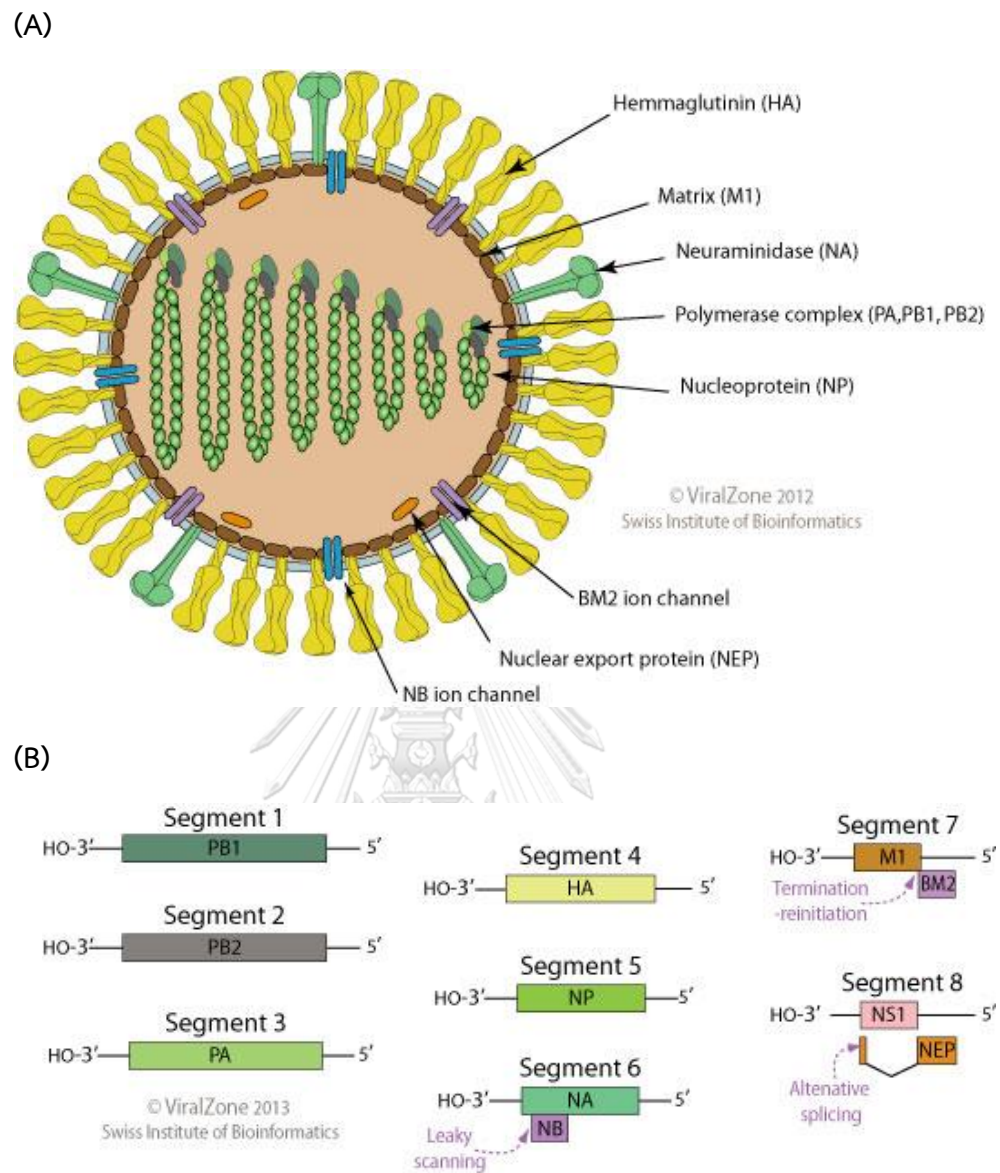 (A)
Hemmaglutinin (HA)
Matrix (M1)
Neuraminidase (NA)
Polymerase complex (PA,PB1, PB2)
Nucleoprotein (NP)
© ViralZone 2012
Swiss Institute of Bioinformatics
BM2 ion channel
Nuclear export protein (NEP)
NB ion channel
(B)
Segment 1
HO-3′ PB1 5′
Segment 2
HO-3′ PB2 5′
Segment 3
HO-3′ PA 5′
© ViralZone 2013
Swiss Institute of Bioinformatics
Segment 4
HO-3′ HA 5′
Segment 5
HO-3′ NP 5′
Segment 6
HO-3′ NA 5′
NB
Leaky
scanning
Segment 7
HO-3′ M1 5′
BM2
Termination
-reinitiation
Segment 8
HO-3′ NS1 5′
NEP
Altenative
splicing